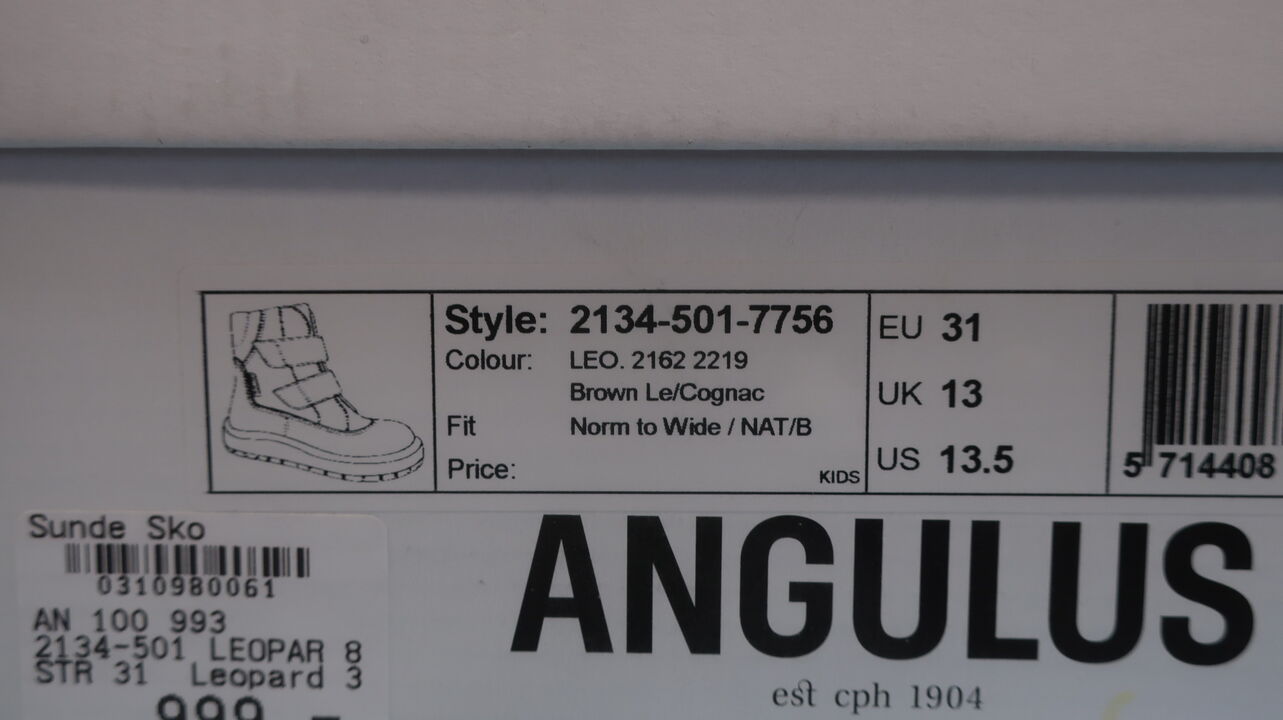 Style: 2134-501-7756
Colour: LEO. 2162 2219
Brown Le/Cognac
Fit Norm to Wide / NAT/B
Price:
KIDS
EU 31
UK 13
US 13.5
5 714408
Sunde Sko
0310980061
AN 100 993
2134-501 LEOPAR 8
STR 31 Leopard 3
999 -
ANGULUS
est cph 1904